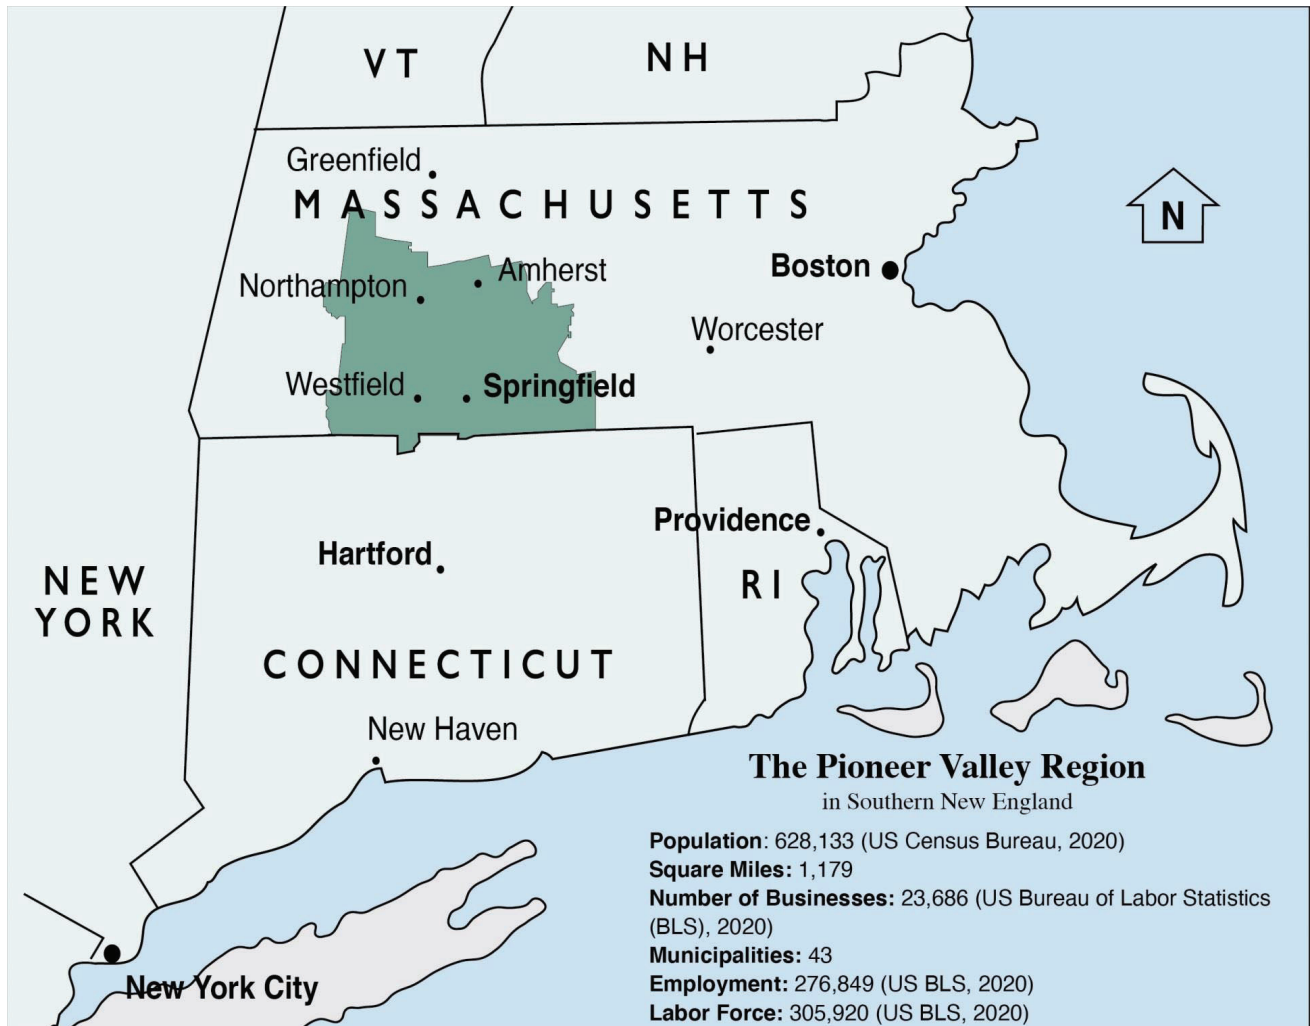 VT
NH
Greenfield
MASSACHUSETTS
N
Boston
Amherst
Northampton
Worcester
Westfield
Springfield
Providence
Hartford
NEW
YORK
RI
CONNECTICUT
New Haven
The Pioneer Valley Region
in Southern New England
Population: 628,133 (US Census Bureau, 2020)
Square Miles: 1,179
Number of Businesses: 23,686 (US Bureau of Labor Statistics
(BLS), 2020)
Municipalities: 43
Employment: 276,849 (US BLS, 2020)
Labor Force: 305,920 (US BLS, 2020)
New York City